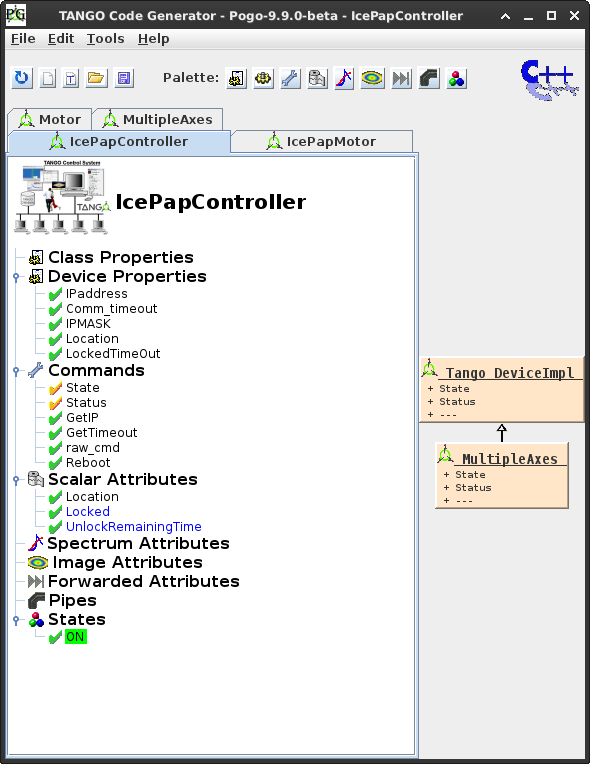 TANGO Code Generator - Pogo-9.9.0-beta - IcePapController
File Edit Tools Help
Palette:
C++
Motor
MultipleAxes
IcePapController
IcePapMotor
TANGO Control System
TANGO
IcePapController
Class Properties
Device Properties
IPaddress
Comm_timeout
IPMASK
Location
LockedTimeOut
Commands
State
Status
GetIP
GetTimeout
raw_cmd
Reboot
Scalar Attributes
Location
Locked
UnlockRemainingTime
Spectrum Attributes
Image Attributes
Forwarded Attributes
Pipes
States
ON
Tango DeviceImpl
+ State
+ Status
+ ---
MultipleAxes
+ State
+ Status
+ ---